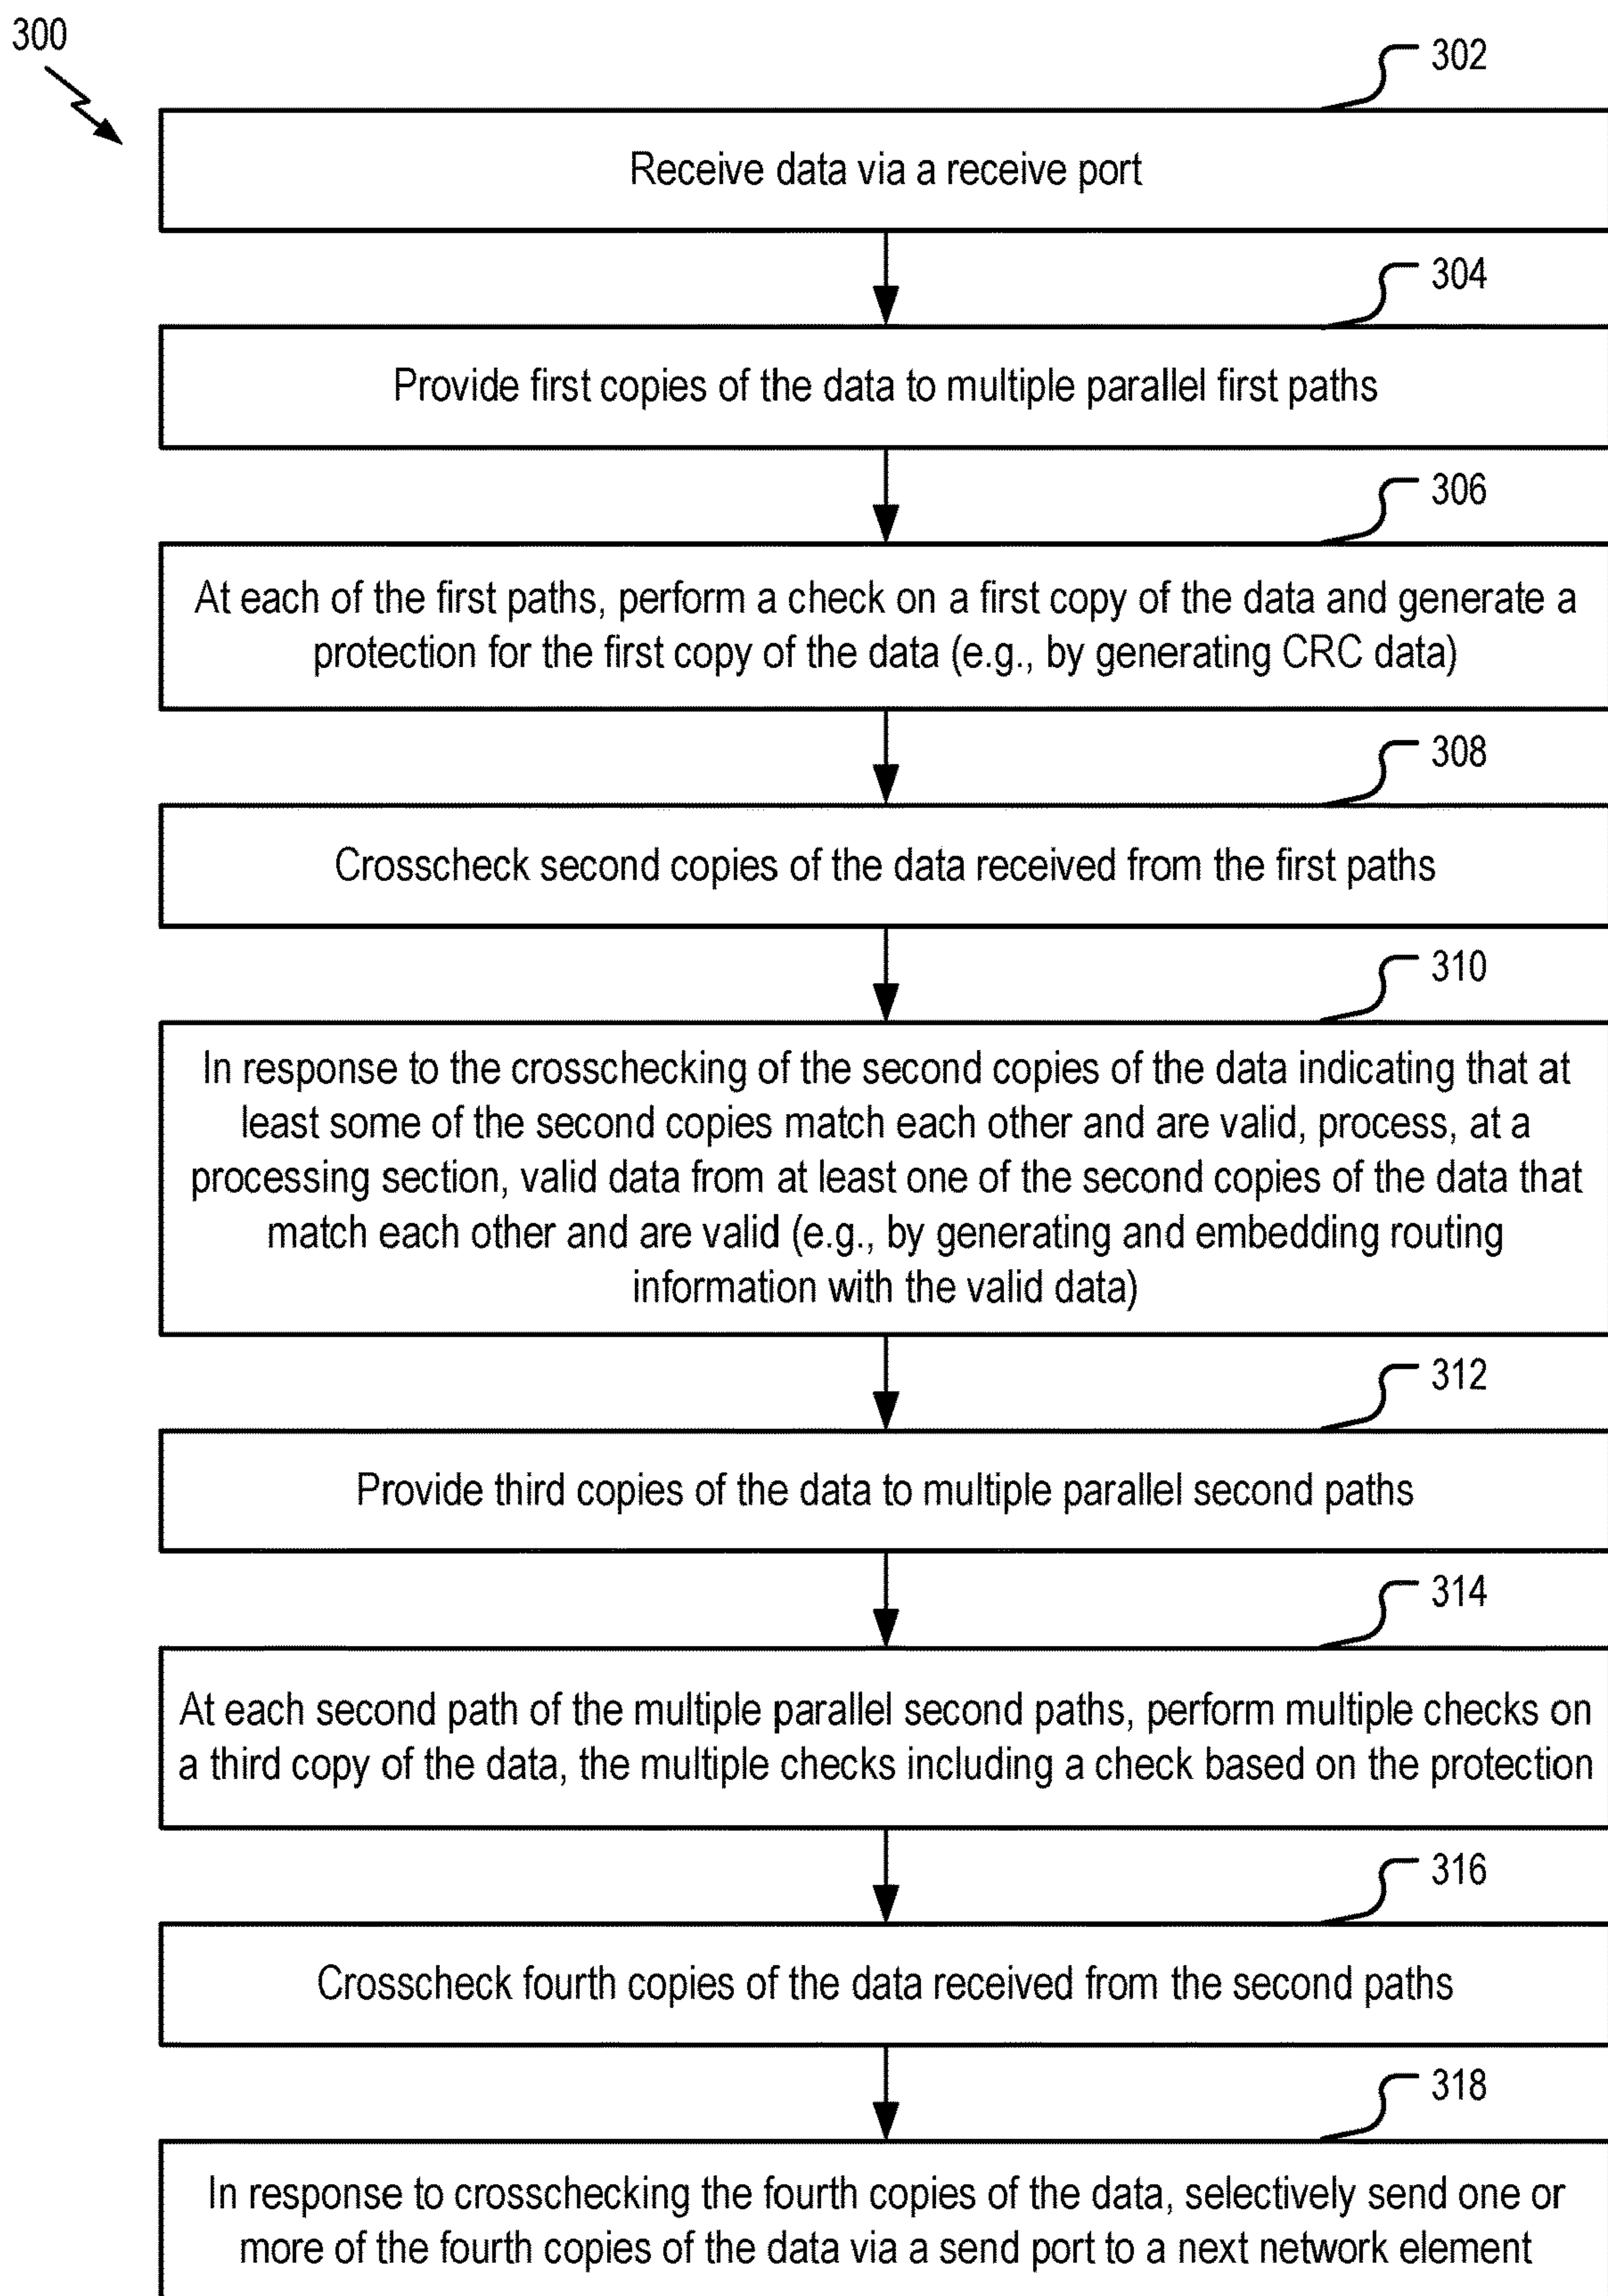 300
302
Receive data via a receive port
304
Provide first copies of the data to multiple parallel first paths
306
At each of the first paths, perform a check on a first copy of the data and generate a
protection for the first copy of the data (e.g., by generating CRC data)
308
Crosscheck second copies of the data received from the first paths
310
In response to the crosschecking of the second copies of the data indicating that at
least some of the second copies match each other and are valid, process, at a
processing section, valid data from at least one of the second copies of the data that
match each other and are valid (e.g., by generating and embedding routing
information with the valid data)
312
Provide third copies of the data to multiple parallel second paths
314
At each second path of the multiple parallel second paths, perform multiple checks on
a third copy of the data, the multiple checks including a check based on the protection
316
Crosscheck fourth copies of the data received from the second paths
318
In response to crosschecking the fourth copies of the data, selectively send one or
more of the fourth copies of the data via a send port to a next network element